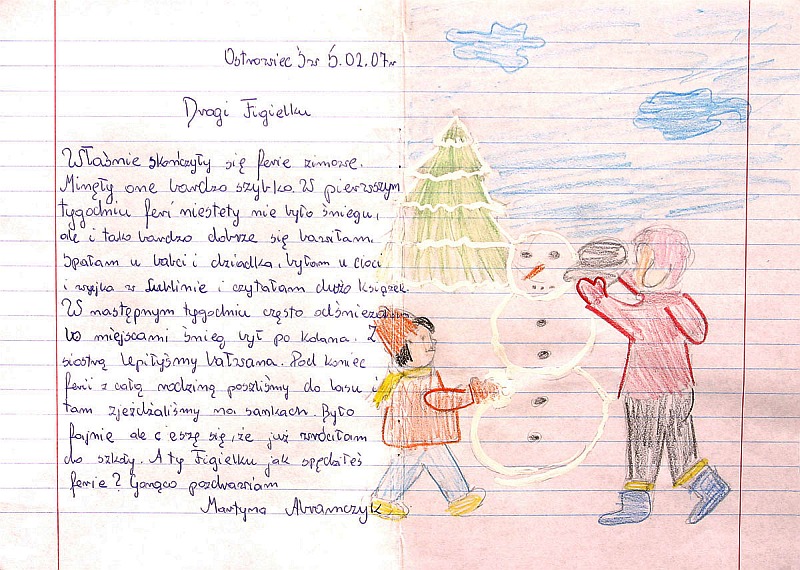 Ostrowiec Św 5.02.07r
Drogi Figielku
Właśnie skończyły się ferie zimowe.
Minęły one bardzo szybko. W pierwszym
tygodniu ferii niestety nie było śniegu,
ale i tako bardzo dobrze się bawiłam.
Spałam u babci i dziadka, byłam u cioci
i wujka w Lublinie i czytałam dużo książek.
W następnym tygodniu często odśnieżałam
bo miejscami śnieg był po kolana. Z
siostrą lepiłyśmy bałwana. Pod koniec
ferii z całą rodziną poszliśmy do lasu i
tam zjeżdżaliśmy na sankach. Było
fajnie ale cieszę się, że już wróciłam
do szkoły. A ty Figielku jak spędziłeś
ferie? Gorąco pozdrawiam
Martyna Abramczyk